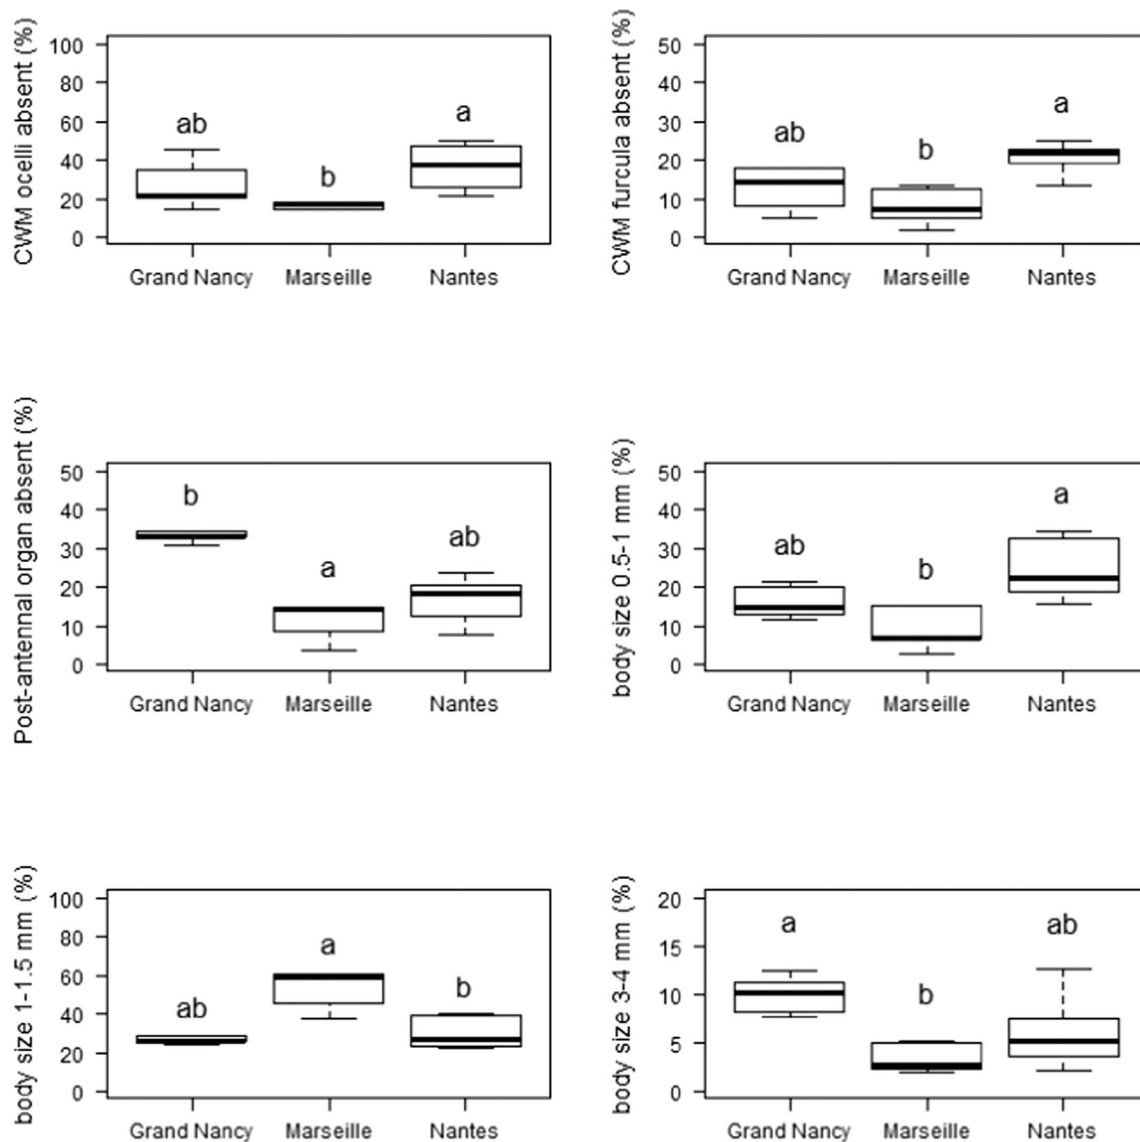 CWM ocelli absent (%)
100
80
60
40
20
0
ab
b
a
Grand Nancy
Marseille
Nantes
CWM furcula absent (%)
50
40
30
20
10
0
ab
b
a
Grand Nancy
Marseille
Nantes
Post-antennal organ absent (%)
50
40
30
20
10
0
b
a
ab
Grand Nancy
Marseille
Nantes
body size 0.5-1 mm (%)
50
40
30
20
10
0
ab
b
a
Grand Nancy
Marseille
Nantes
body size 1-1.5 mm (%)
100
80
60
40
20
0
ab
a
b
Grand Nancy
Marseille
Nantes
body size 3-4 mm (%)
20
15
10
5
0
a
b
ab
Grand Nancy
Marseille
Nantes